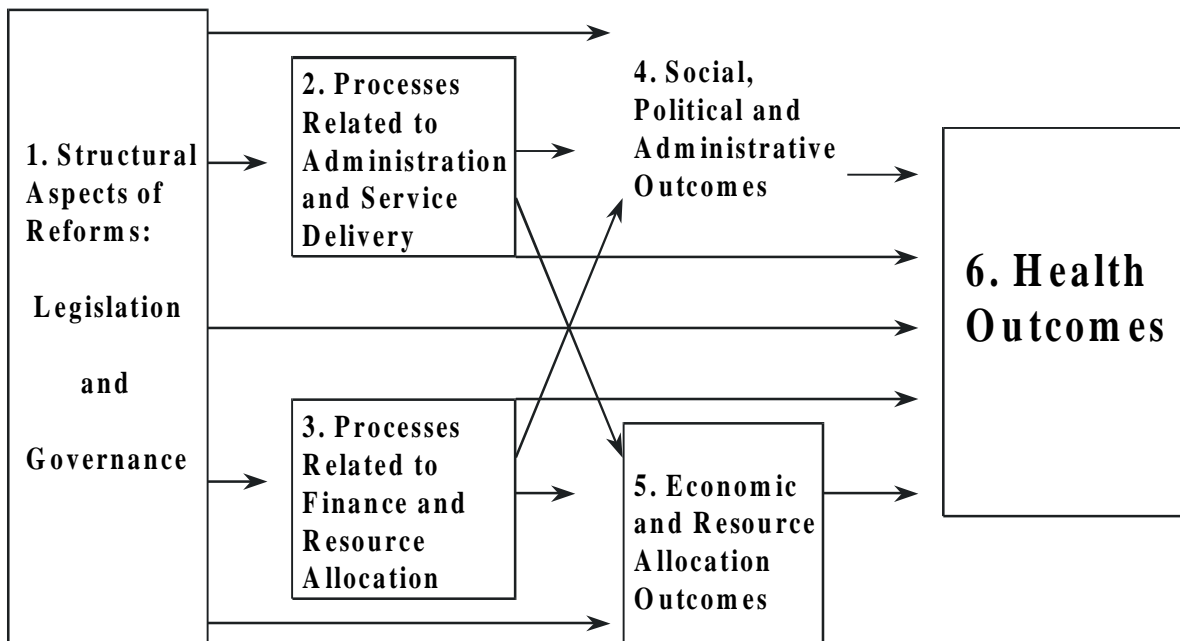 1. Structural
Aspects of
Reforms:
Legislation
and
Governance
2. Processes
Related to
Administration
and Service
Delivery
3. Processes
Related to
Finance and
Resource
Allocation
4. Social,
Political and
Administrative
Outcomes
5. Economic
and Resource
Allocation
Outcomes
6. Health
Outcomes